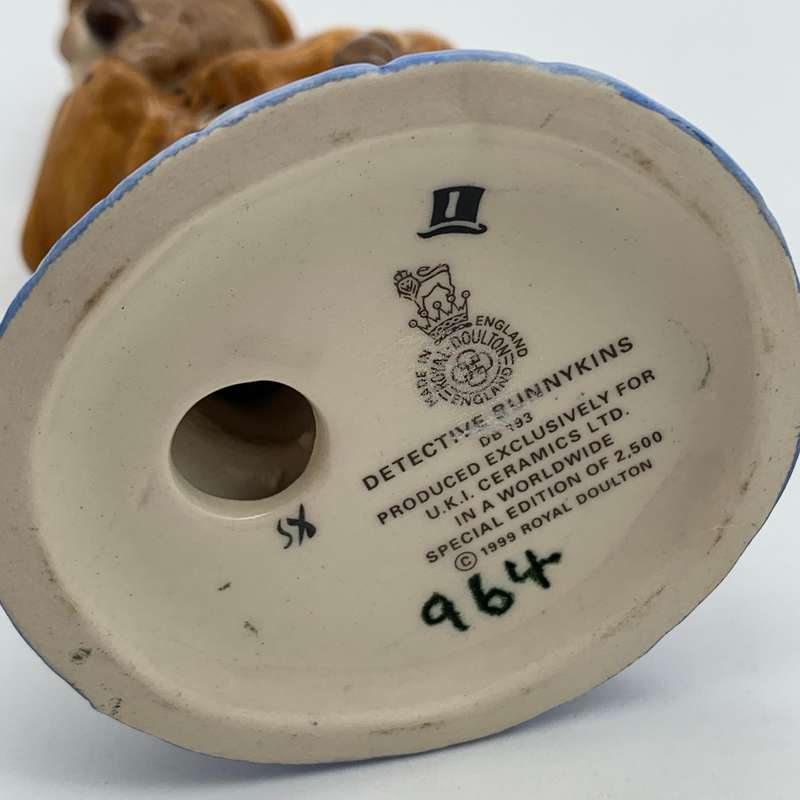 1
MADE IN ENGLAND
ROYAL DOULTON
ENGLAND
DETECTIVE BUNNYKINS
DB 193
PRODUCED EXCLUSIVELY FOR
U.K.I. CERAMICS LTD.
IN A WORLDWIDE
SPECIAL EDITION OF 2,500
© 1999 ROYAL DOULTON
964